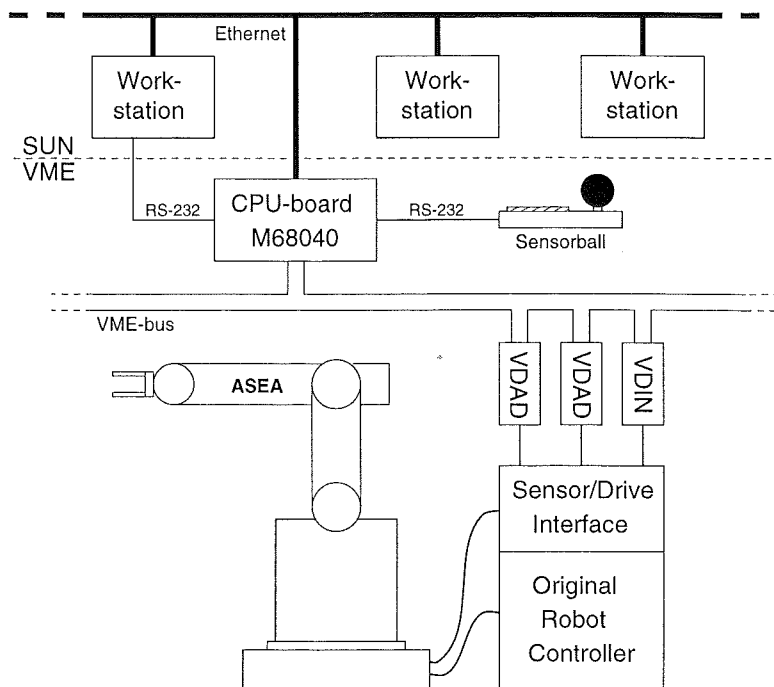 Ethernet
Work-
station
Work-
station
Work-
station
SUN
VME
RS-232
CPU-board
M68040
RS-232
Sensorball
VME-bus
ASEA
VDAD
VDAD
VDIN
Sensor/Drive
Interface
Original
Robot
Controller